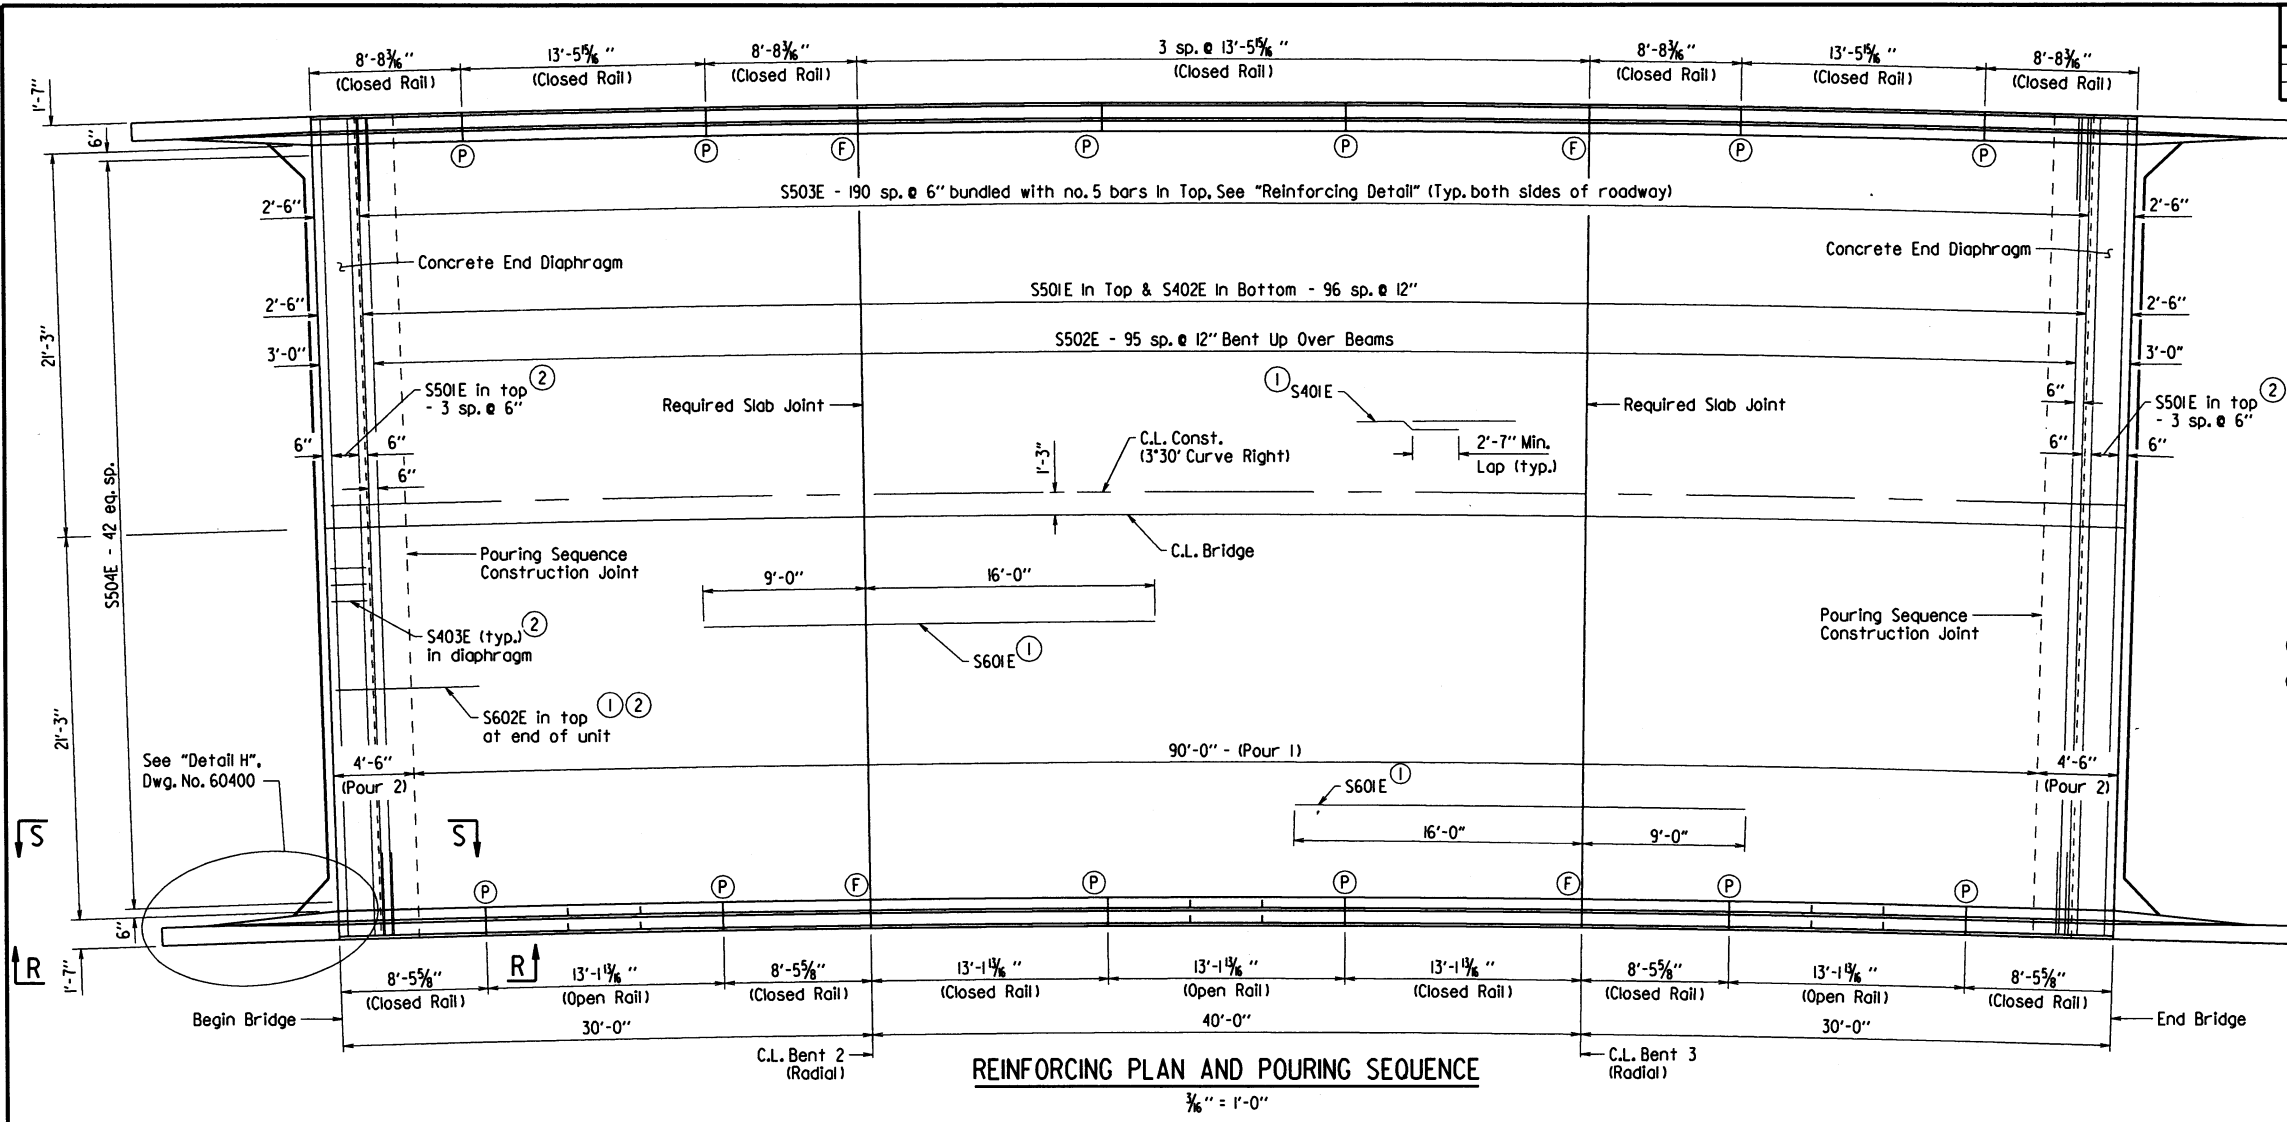 8'-8 3/16"
(Closed Rail)
13'-5 15/16"
(Closed Rail)
8'-8 3/16"
(Closed Rail)
3 sp. @ 13'-5 15/16"
(Closed Rail)
8'-8 3/16"
(Closed Rail)
13'-5 15/16"
(Closed Rail)
8'-8 3/16"
(Closed Rail)
1'-7"
6"
P
P
F
P
P
F
P
P
S503E - 190 sp. @ 6" bundled with no. 5 bars in Top. See "Reinforcing Detail" (Typ. both sides of roadway)
2'-6"
2'-6"
Concrete End Diaphragm
Concrete End Diaphragm
S501E in Top & S402E in Bottom - 96 sp. @ 12"
2'-6"
2'-6"
S502E - 95 sp. @ 12" Bent Up Over Beams
3'-0"
3'-0"
21'-3"
S501E in top 2
- 3 sp. @ 6"
Required Slab Joint
1 S401E
Required Slab Joint
6"
S501E in top 2
- 3 sp. @ 6"
6"
6"
6"
C.L. Const.
(3°30' Curve Right)
1'-3"
2'-7" Min.
Lap (typ.)
6"
6"
S504E - 42 eq. sp.
Pouring Sequence
Construction Joint
C.L. Bridge
9'-0"
16'-0"
S403E (typ.) 2
in diaphragm
S601E 1
Pouring Sequence
Construction Joint
S602E in top 1 2
at end of unit
21'-3"
See "Detail H",
Dwg. No. 60400
4'-6"
(Pour 2)
90'-0" - (Pour 1)
4'-6"
(Pour 2)
S601E 1
16'-0"
9'-0"
S
S
P
P
F
P
P
F
P
P
6"
1'-7"
R
R
8'-5 5/8"
(Closed Rail)
13'-1 13/16"
(Open Rail)
8'-5 5/8"
(Closed Rail)
13'-1 13/16"
(Closed Rail)
13'-1 13/16"
(Open Rail)
13'-1 13/16"
(Closed Rail)
8'-5 5/8"
(Closed Rail)
13'-1 13/16"
(Open Rail)
8'-5 5/8"
(Closed Rail)
Begin Bridge
30'-0"
40'-0"
30'-0"
End Bridge
C.L. Bent 2
(Radial)
C.L. Bent 3
(Radial)
REINFORCING PLAN AND POURING SEQUENCE
3/16" = 1'-0"